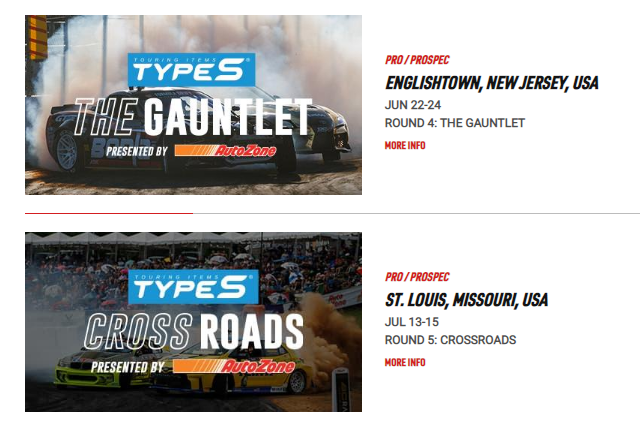 TOURING ITEMS
TYPE S
THE GAUNTLET
PRESENTED BY AutoZone
PRO / PROSPEC
ENGLISHTOWN, NEW JERSEY, USA
JUN 22-24
ROUND 4: THE GAUNTLET
MORE INFO
TOURING ITEMS
TYPE S
CROSS ROADS
PRESENTED BY AutoZone
PRO / PROSPEC
ST. LOUIS, MISSOURI, USA
JUL 13-15
ROUND 5: CROSSROADS
MORE INFO